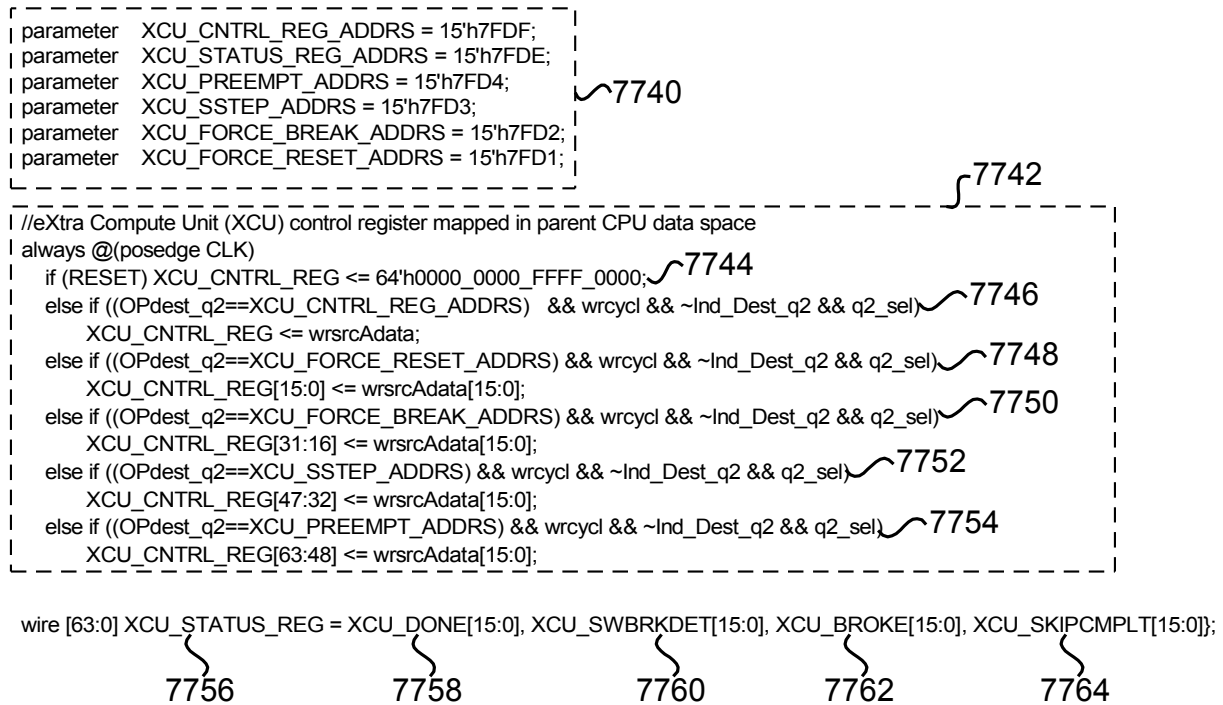 parameter XCU_CNTRL_REG_ADDRS = 15'h7FDF;
parameter XCU_STATUS_REG_ADDRS = 15'h7FDE;
parameter XCU_PREEMPT_ADDRS = 15'h7FD4;
parameter XCU_SSTEP_ADDRS = 15'h7FD3;
parameter XCU_FORCE_BREAK_ADDRS = 15'h7FD2;
parameter XCU_FORCE_RESET_ADDRS = 15'h7FD1;
7740
7742
//eXtra Compute Unit (XCU) control register mapped in parent CPU data space
always @(posedge CLK)
if (RESET) XCU_CNTRL_REG <= 64'h0000_0000_FFFF_0000; 7744
else if ((OPdest_q2==XCU_CNTRL_REG_ADDRS) && wrcycl && ~Ind_Dest_q2 && q2_sel) 7746
XCU_CNTRL_REG <= wrsrcAdata;
else if ((OPdest_q2==XCU_FORCE_RESET_ADDRS) && wrcycl && ~Ind_Dest_q2 && q2_sel) 7748
XCU_CNTRL_REG[15:0] <= wrsrcAdata[15:0];
else if ((OPdest_q2==XCU_FORCE_BREAK_ADDRS) && wrcycl && ~Ind_Dest_q2 && q2_sel) 7750
XCU_CNTRL_REG[31:16] <= wrsrcAdata[15:0];
else if ((OPdest_q2==XCU_SSTEP_ADDRS) && wrcycl && ~Ind_Dest_q2 && q2_sel) 7752
XCU_CNTRL_REG[47:32] <= wrsrcAdata[15:0];
else if ((OPdest_q2==XCU_PREEMPT_ADDRS) && wrcycl && ~Ind_Dest_q2 && q2_sel) 7754
XCU_CNTRL_REG[63:48] <= wrsrcAdata[15:0];
wire [63:0] XCU_STATUS_REG = XCU_DONE[15:0], XCU_SWBRKDET[15:0], XCU_BROKE[15:0], XCU_SKIPCMPLT[15:0]};
7756 7758 7760 7762 7764